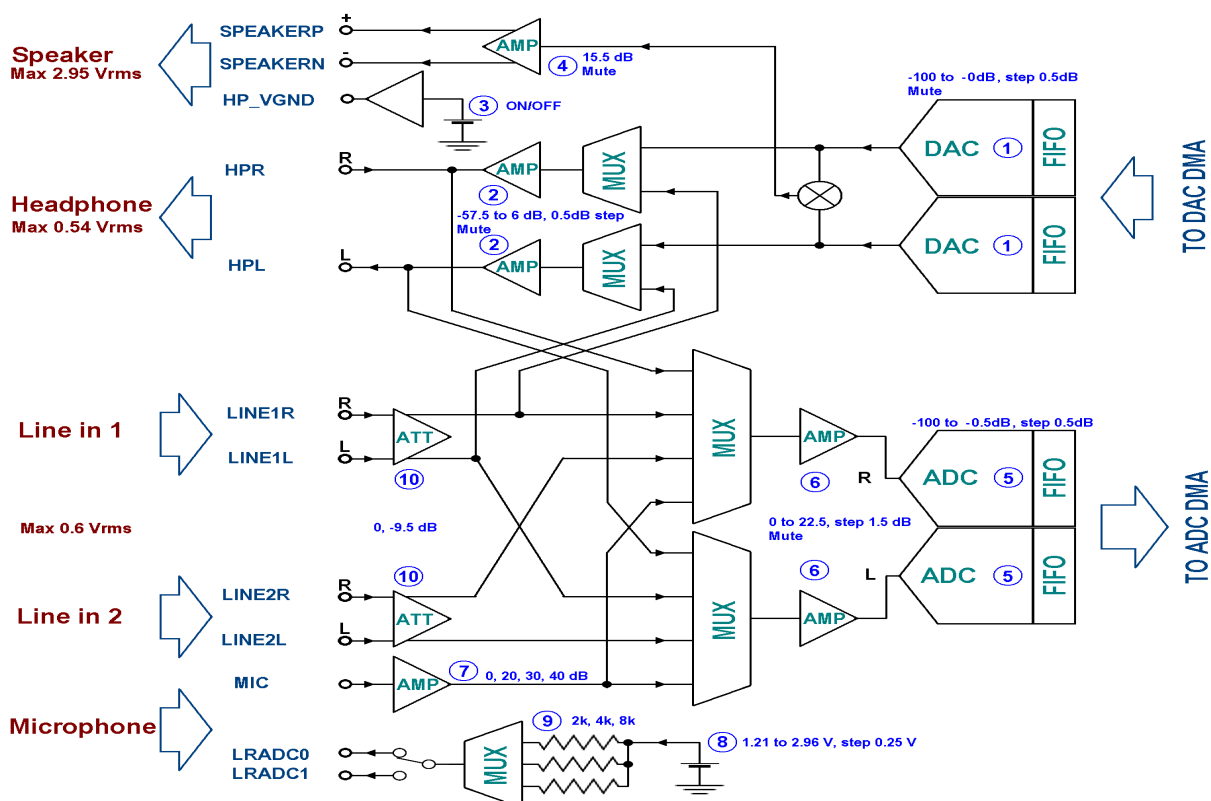 +
SPEAKERP
Speaker
Max 2.95 Vrms
-
SPEAKERN
AMP
4
15.5 dB
Mute
HP_VGND
3
ON/OFF
-100 to -0dB, step 0.5dB
Mute
DAC
1
FIFO
DAC
1
FIFO
TO DAC DMA
Headphone
Max 0.54 Vrms
HPR
R
AMP
MUX
2
-57.5 to 6 dB, 0.5dB step
Mute
2
HPL
L
AMP
MUX
Line in 1
LINE1R
R
LINE1L
L
ATT
10
MUX
AMP
6
R
-100 to -0.5dB, step 0.5dB
ADC
5
FIFO
Max 0.6 Vrms
0, -9.5 dB
0 to 22.5, step 1.5 dB
Mute
TO ADC DMA
Line in 2
LINE2R
R
LINE2L
L
10
ATT
MUX
6
AMP
L
ADC
5
FIFO
MIC
AMP
7
0, 20, 30, 40 dB
Microphone
LRADC0
LRADC1
MUX
9
2k, 4k, 8k
8
1.21 to 2.96 V, step 0.25 V